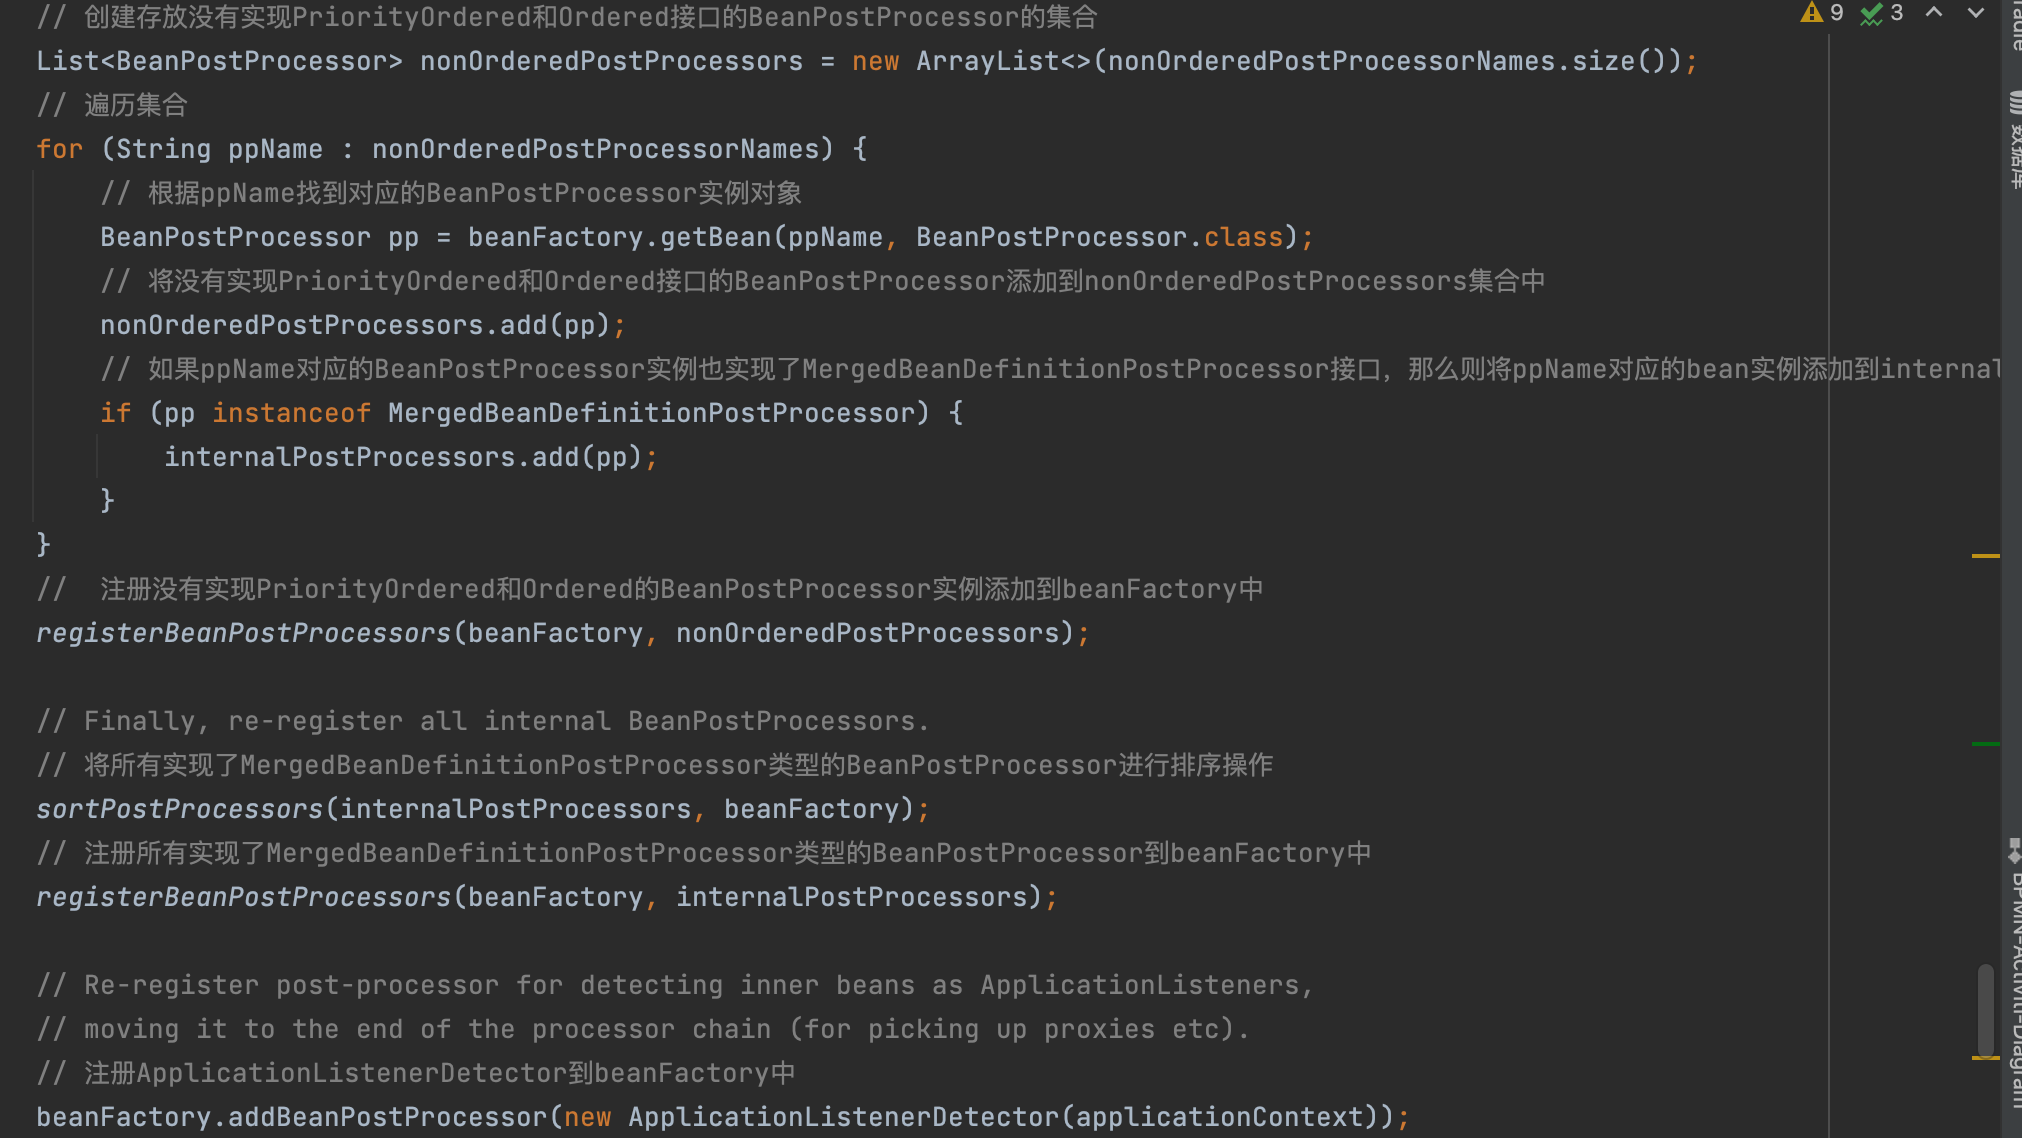 // 创建存放没有实现PriorityOrdered和Ordered接口的BeanPostProcessor的集合
9 3
List<BeanPostProcessor> nonOrderedPostProcessors = new ArrayList<>(nonOrderedPostProcessorNames.size());
// 遍历集合
for (String ppName : nonOrderedPostProcessorNames) {
// 根据ppName找到对应的BeanPostProcessor实例对象
BeanPostProcessor pp = beanFactory.getBean(ppName, BeanPostProcessor.class);
// 将没有实现PriorityOrdered和Ordered接口的BeanPostProcessor添加到nonOrderedPostProcessors集合中
nonOrderedPostProcessors.add(pp);
// 如果ppName对应的BeanPostProcessor实例也实现了MergedBeanDefinitionPostProcessor接口，那么则将ppName对应的bean实例添加到internal
if (pp instanceof MergedBeanDefinitionPostProcessor) {
internalPostProcessors.add(pp);
}
}
//  注册没有实现PriorityOrdered和Ordered的BeanPostProcessor实例添加到beanFactory中
registerBeanPostProcessors(beanFactory, nonOrderedPostProcessors);
// Finally, re-register all internal BeanPostProcessors.
// 将所有实现了MergedBeanDefinitionPostProcessor类型的BeanPostProcessor进行排序操作
sortPostProcessors(internalPostProcessors, beanFactory);
// 注册所有实现了MergedBeanDefinitionPostProcessor类型的BeanPostProcessor到beanFactory中
registerBeanPostProcessors(beanFactory, internalPostProcessors);
// Re-register post-processor for detecting inner beans as ApplicationListeners,
// moving it to the end of the processor chain (for picking up proxies etc).
// 注册ApplicationListenerDetector到beanFactory中
beanFactory.addBeanPostProcessor(new ApplicationListenerDetector(applicationContext));
数据库
BPMN-Activiti-Diagram